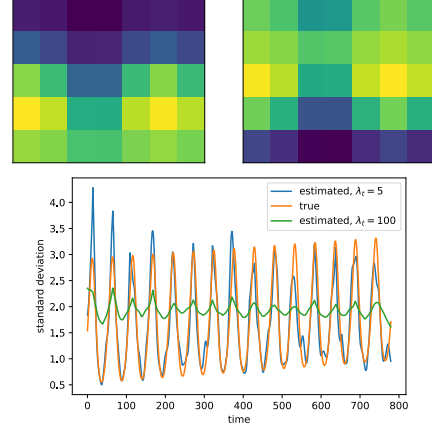 estimated, λt = 5
true
estimated, λt = 100
4.0
3.5
3.0
2.5
2.0
1.5
1.0
0.5
standard deviation
0 100 200 300 400 500 600 700 800
time